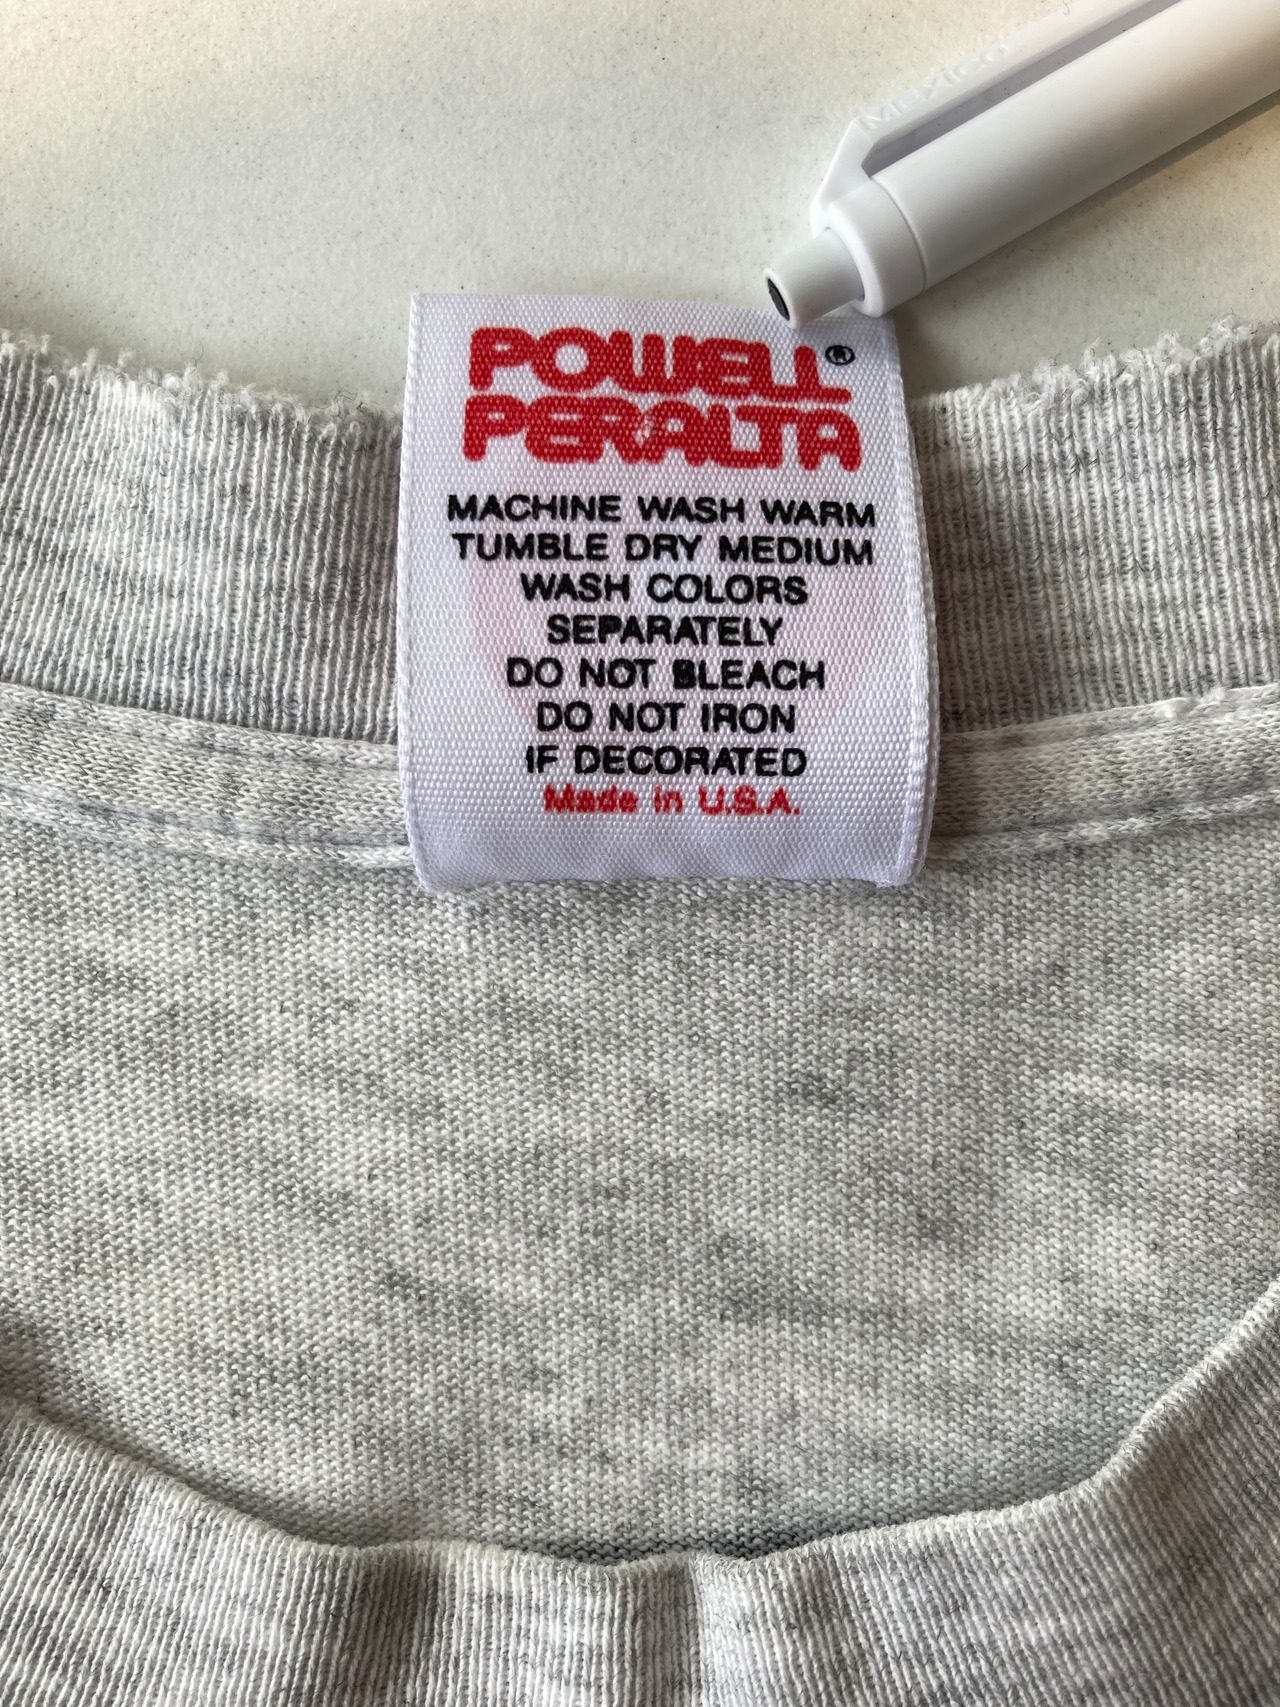 Mexico
POWELL®
PERALTA
MACHINE WASH WARM
TUMBLE DRY MEDIUM
WASH COLORS
SEPARATELY
DO NOT BLEACH
DO NOT IRON
IF DECORATED
Made in U.S.A.